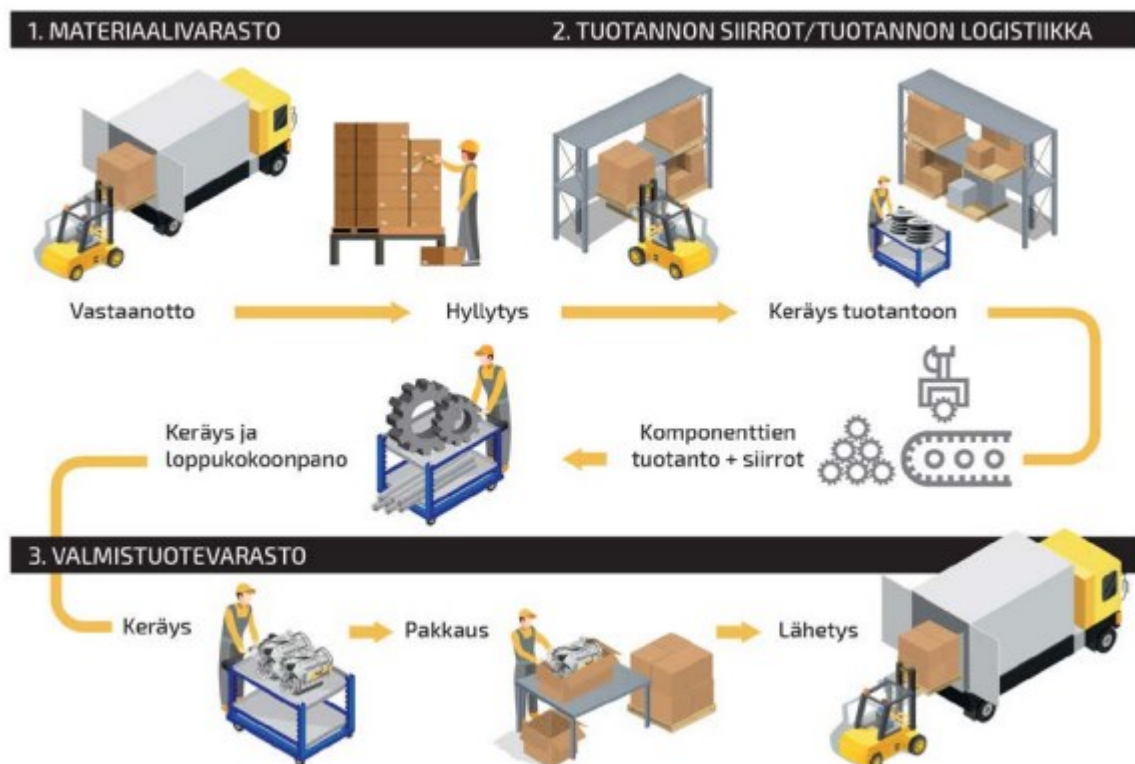 1. MATERIAALIVARASTO
2. TUOTANNON SIIRROT/TUOTANNON LOGISTIIKKA
Vastaanotto
Hyllytys
Keräys tuotantoon
Komponenttien
tuotanto + siirrot
Keräys ja
loppukokoonpano
3. VALMISTUOTEVARASTO
Keräys
Pakkaus
Lähetys